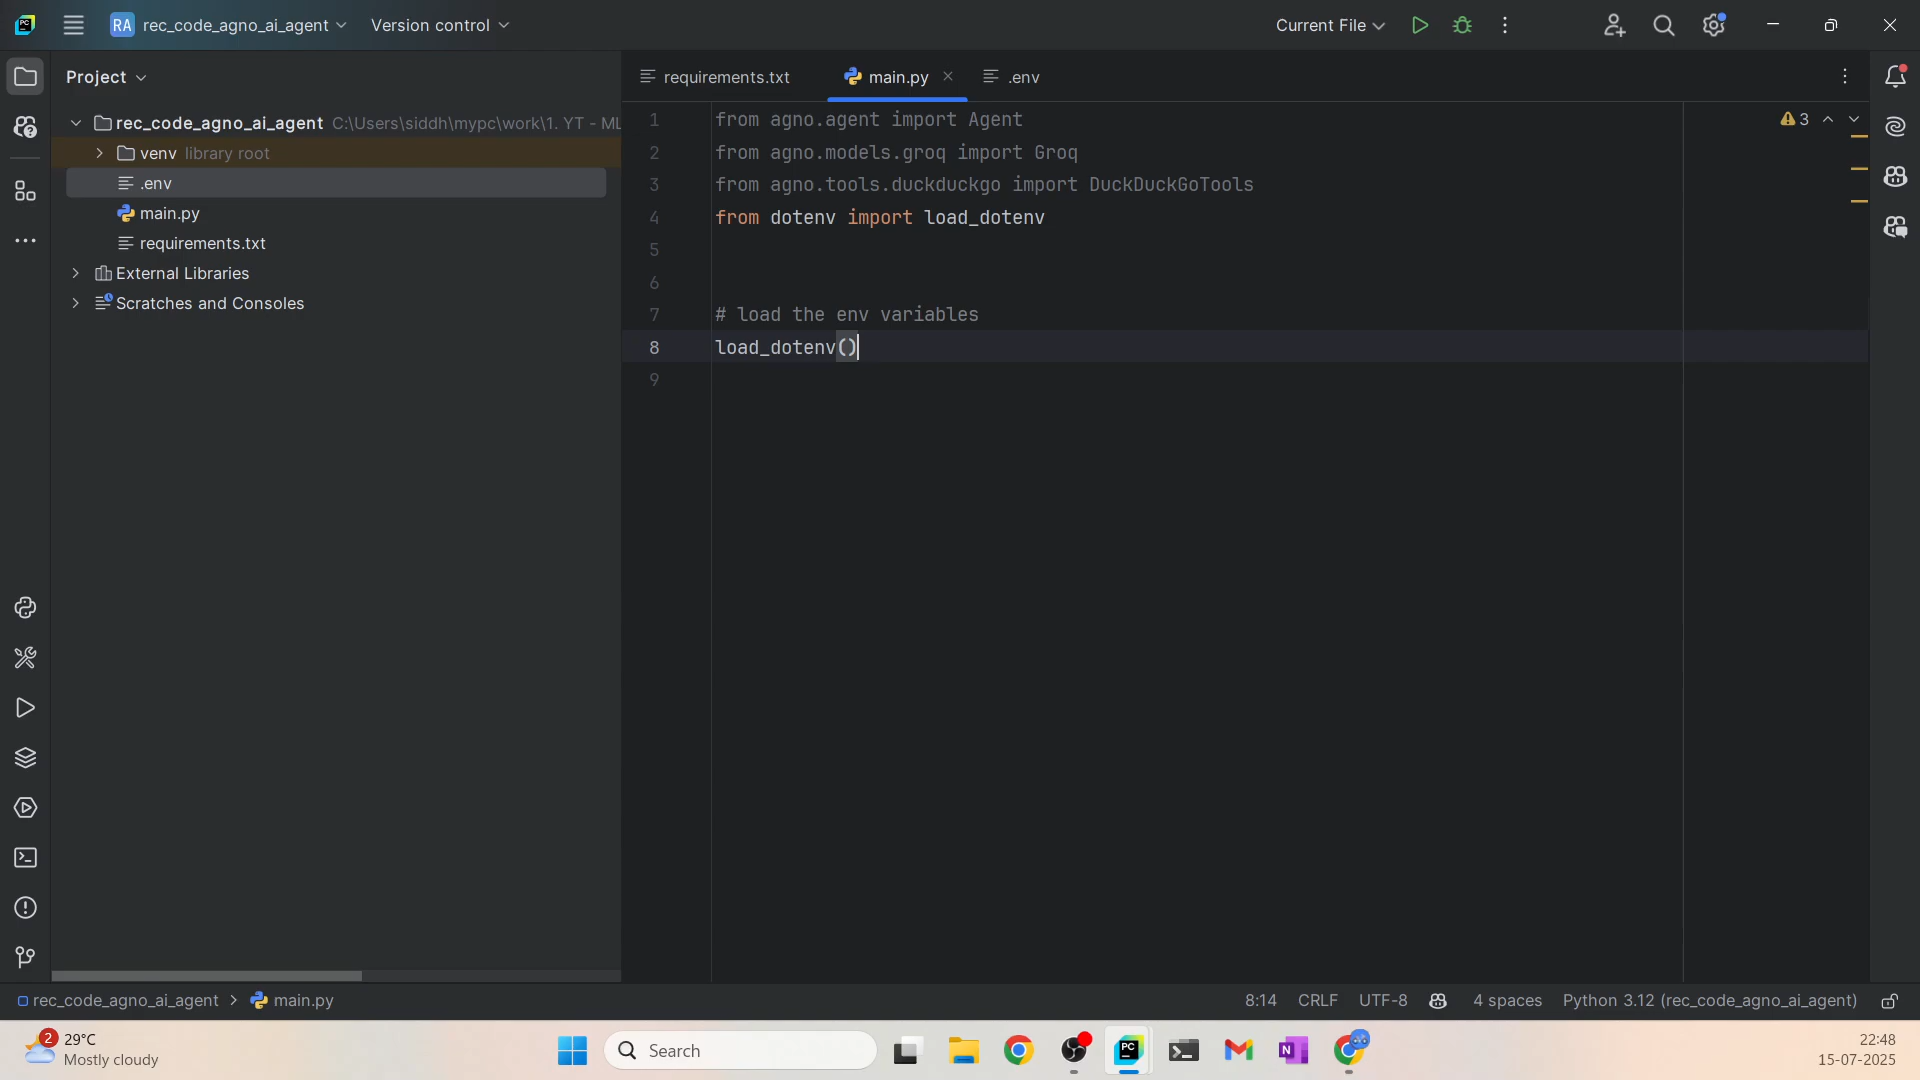 RA rec_code_agno_ai_agent Version control Current File
Project
requirements.txt main.py .env
rec_code_agno_ai_agent C:\Users\siddh\mypc\work\1. YT - ML
venv library root
.env
main.py
requirements.txt
External Libraries
Scratches and Consoles
1 from agno.agent import Agent
2 from agno.models.groq import Groq
3 from agno.tools.duckduckgo import DuckDuckGoTools
4 from dotenv import load_dotenv
5
6
7 # load the env variables
8 load_dotenv()
9
3
rec_code_agno_ai_agent > main.py 8:14 CRLF UTF-8 4 spaces Python 3.12 (rec_code_agno_ai_agent)
2 29°C
Mostly cloudy
Search
PC
N
22:48
15-07-2025